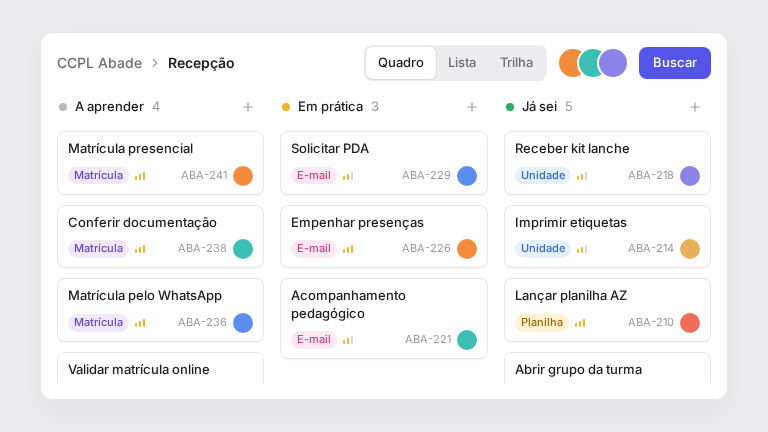 CCPL Abade > Recepção
Quadro Lista Trilha
Buscar
A aprender 4 +
Matrícula presencial
Matrícula ABA-241
Conferir documentação
Matrícula ABA-238
Matrícula pelo WhatsApp
Matrícula ABA-236
Validar matrícula online
Em prática 3 +
Solicitar PDA
E-mail ABA-229
Empenhar presenças
E-mail ABA-226
Acompanhamento
pedagógico
E-mail ABA-221
Já sei 5 +
Receber kit lanche
Unidade ABA-218
Imprimir etiquetas
Unidade ABA-214
Lançar planilha AZ
Planilha ABA-210
Abrir grupo da turma